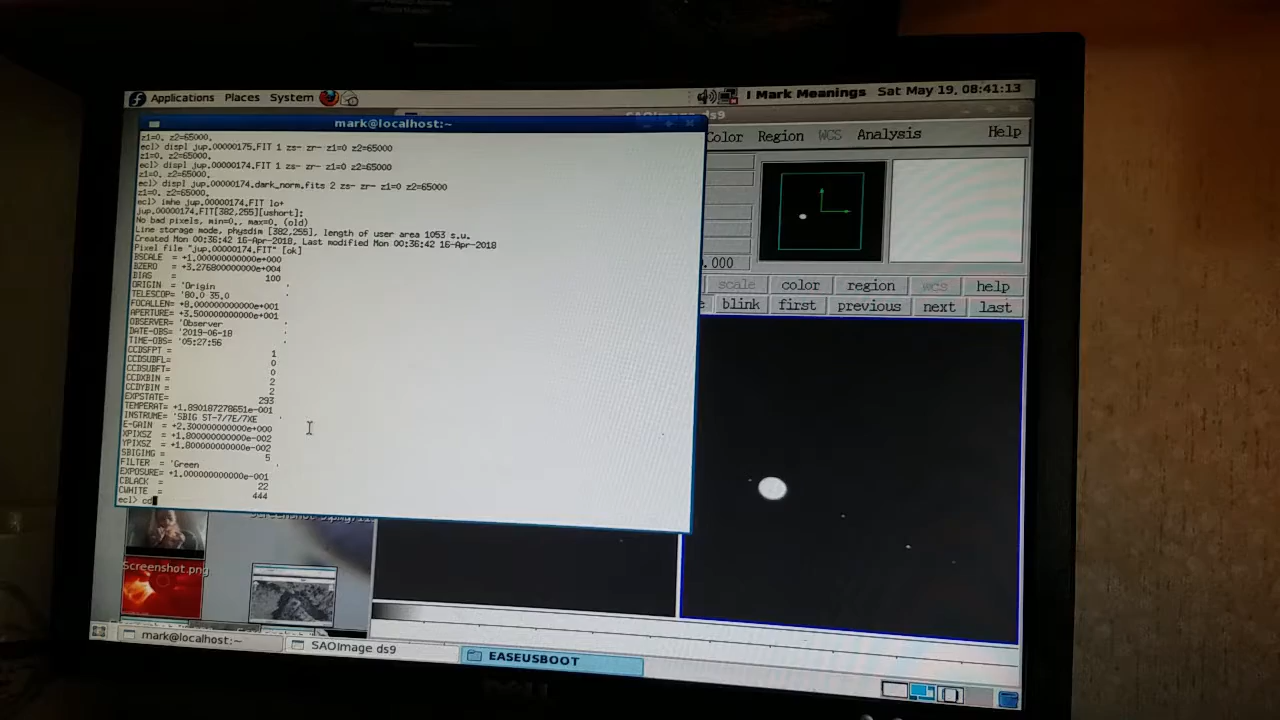 Applications Places System
I Mark Meanings Sat May 19, 08:41:13
SAOImage ds9
mark@localhost:~
Color Region WCS Analysis Help
z1=0. z2=65000.
ecl> displ jup.00000175.FIT 1 zs- zr- z1=0 z2=65000
z1=0. z2=65000.
ecl> displ jup.00000174.FIT 1 zs- zr- z1=0 z2=65000
z1=0. z2=65000.
ecl> displ jup.00000174.dark_norm.fits 2 zs- zr- z1=0 z2=65000
z1=0. z2=65000.
ecl> imhe jup.00000174.FIT lo+
jup.00000174.FIT[382,255][ushort]:
No bad pixels, min=0., max=0. (old)
Line storage mode, physdim [382,255], length of user area 1053 s.u.
Created Mon 00:36:42 16-Apr-2018, Last modified Mon 00:36:42 16-Apr-2018
Pixel file "jup.00000174.FIT" [ok]
BSCALE = +1.000000000000e+000
BZERO = +3.276800000000e+004
BIAS = 100
ORIGIN = 'Origin '
TELESCOP= '80.0 35.0 '
FOCALLEN= +8.000000000000e+001
APERTURE= +3.500000000000e+001
OBSERVER= 'Observer '
DATE-OBS= '2019-06-18 '
TIME-OBS= '05:27:56 '
CCDSFPT = 1
CCDSUBFL= 0
CCDSUBFT= 0
CCDXBIN = 2
CCDYBIN = 2
EXPSTATE= 293
TEMPERAT= +1.890187278651e-001
INSTRUME= 'SBIG ST-7/7E/7XE '
E-GAIN = +2.300000000000e+000
XPIXSZ = +1.800000000000e-002
YPIXSZ = +1.800000000000e-002
SBIGIMG = 5
FILTER = 'Green '
EXPOSURE= +1.000000000000e-001
CBLACK = 22
CWHITE = 444
ecl> cd
.000
scale color region wcs help
blink first previous next last
Screenshot.png
mark@localhost:~
SAOImage ds9
EASEUSBOOT